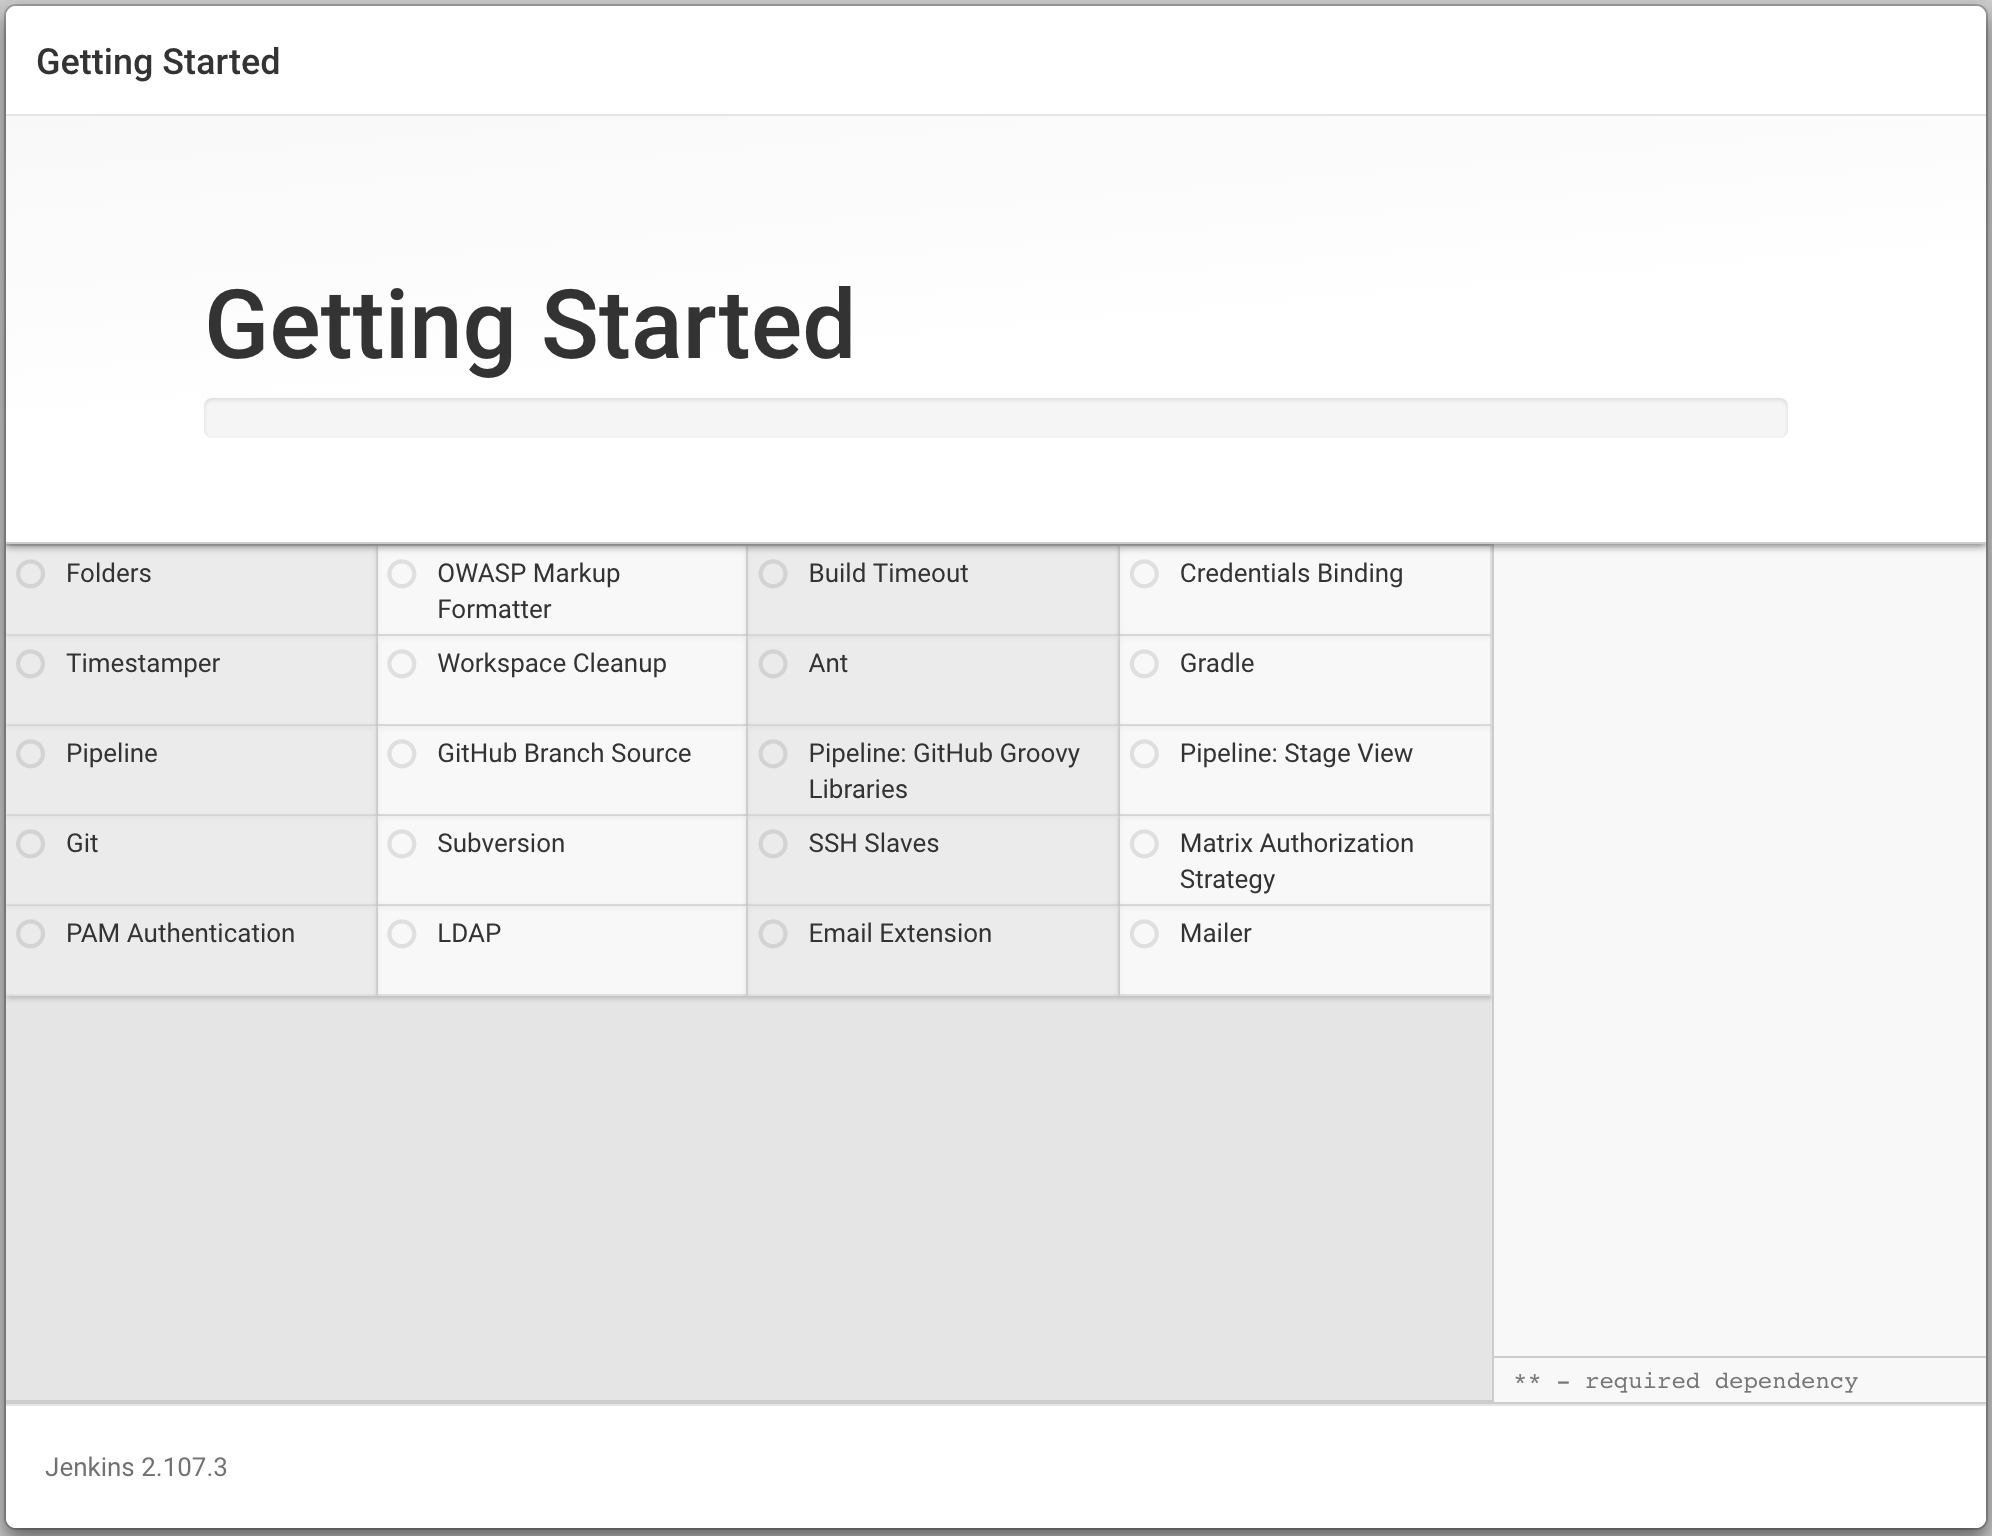 Getting Started
Getting Started
Folders
OWASP Markup
Formatter
Build Timeout
Credentials Binding
Timestamper
Workspace Cleanup
Ant
Gradle
Pipeline
GitHub Branch Source
Pipeline: GitHub Groovy
Libraries
Pipeline: Stage View
Git
Subversion
SSH Slaves
Matrix Authorization
Strategy
PAM Authentication
LDAP
Email Extension
Mailer
** - required dependency
Jenkins 2.107.3